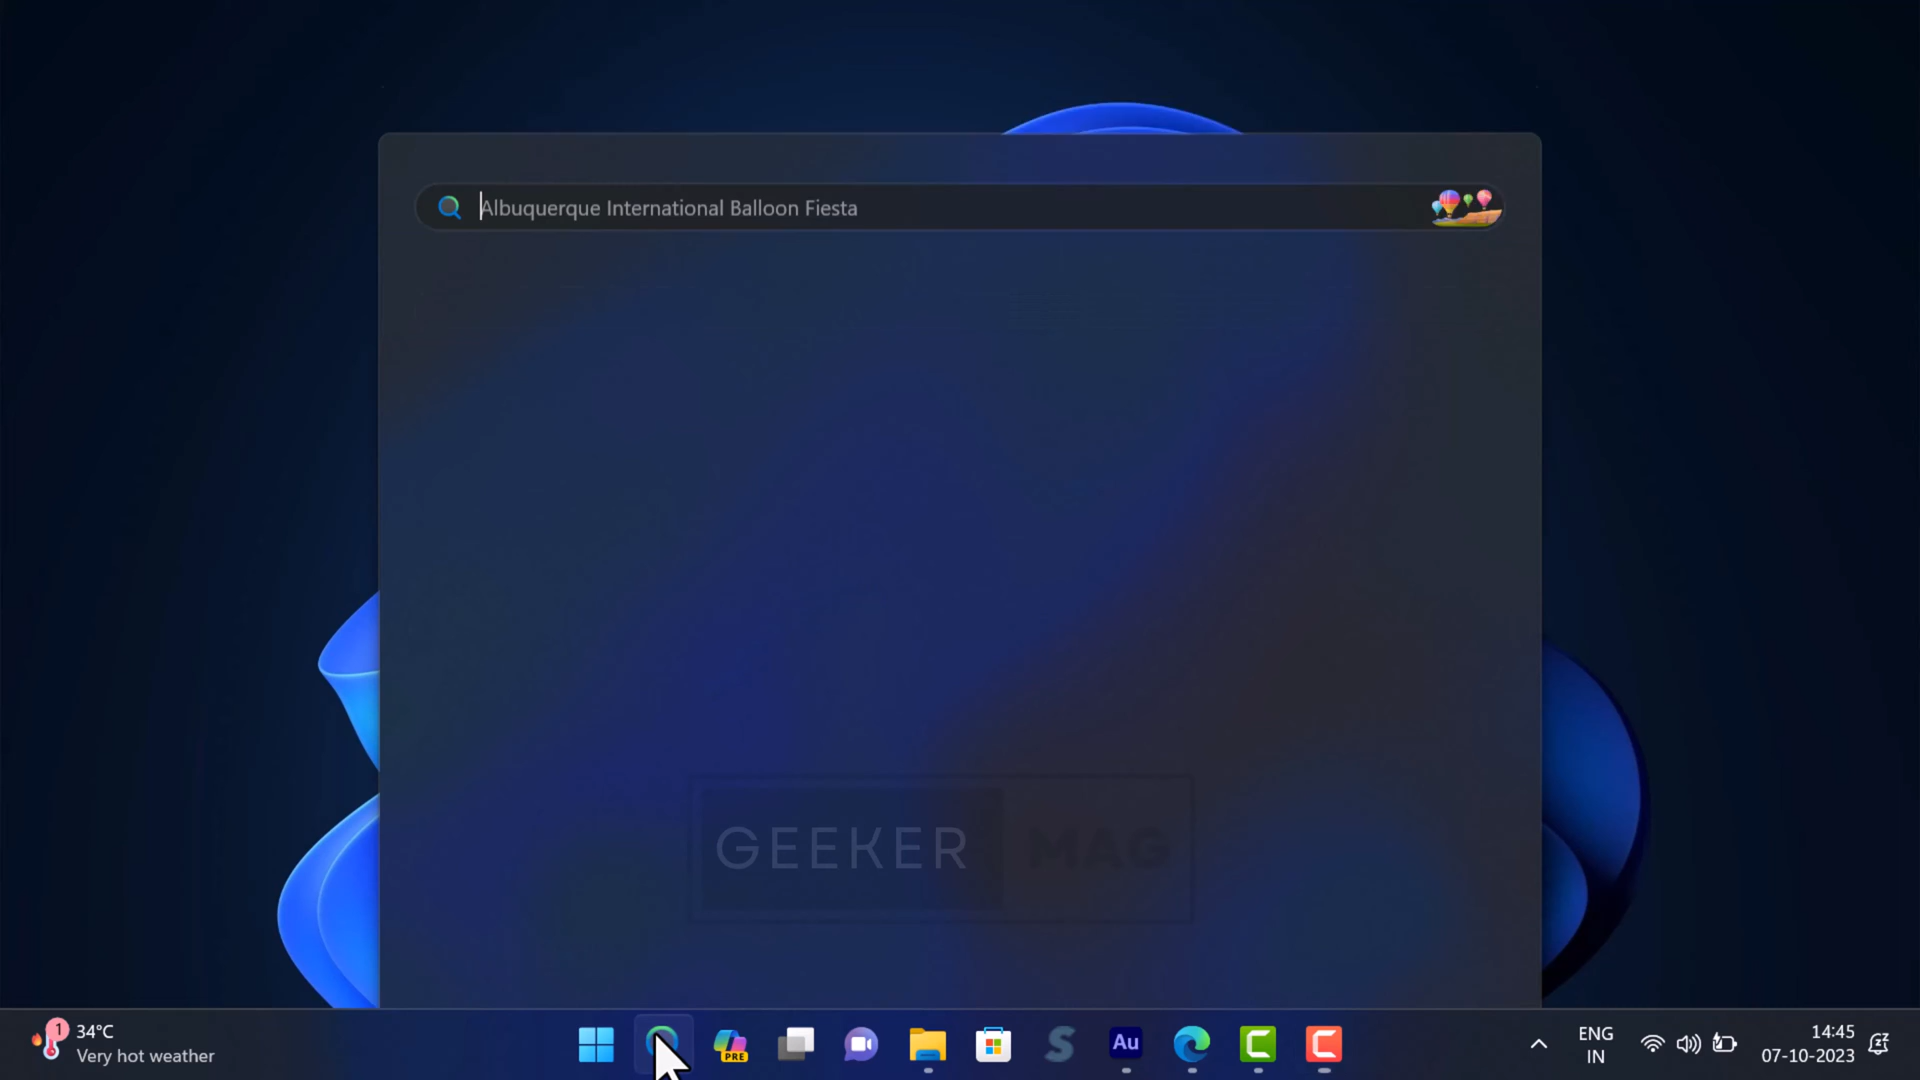 Albuquerque International Balloon Fiesta
GEEKER MAG
1
34°C
Very hot weather
PRE
S
Au
C
C
ENG
IN
14:45
07-10-2023